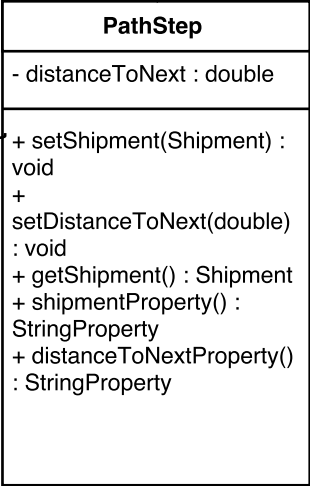 PathStep
- distanceToNext : double
+ setShipment(Shipment) :
void
+
setDistanceToNext(double)
: void
+ getShipment() : Shipment
+ shipmentProperty() :
StringProperty
+ distanceToNextProperty()
: StringProperty